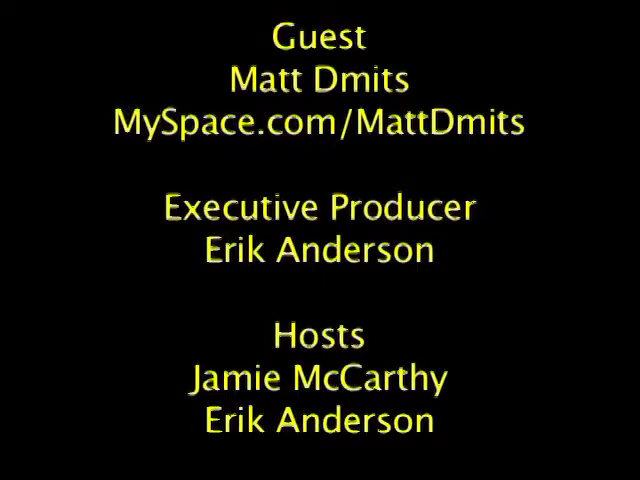 Guest
Matt Dmits
MySpace.com/MattDmits
Executive Producer
Erik Anderson
Hosts
Jamie McCarthy
Erik Anderson